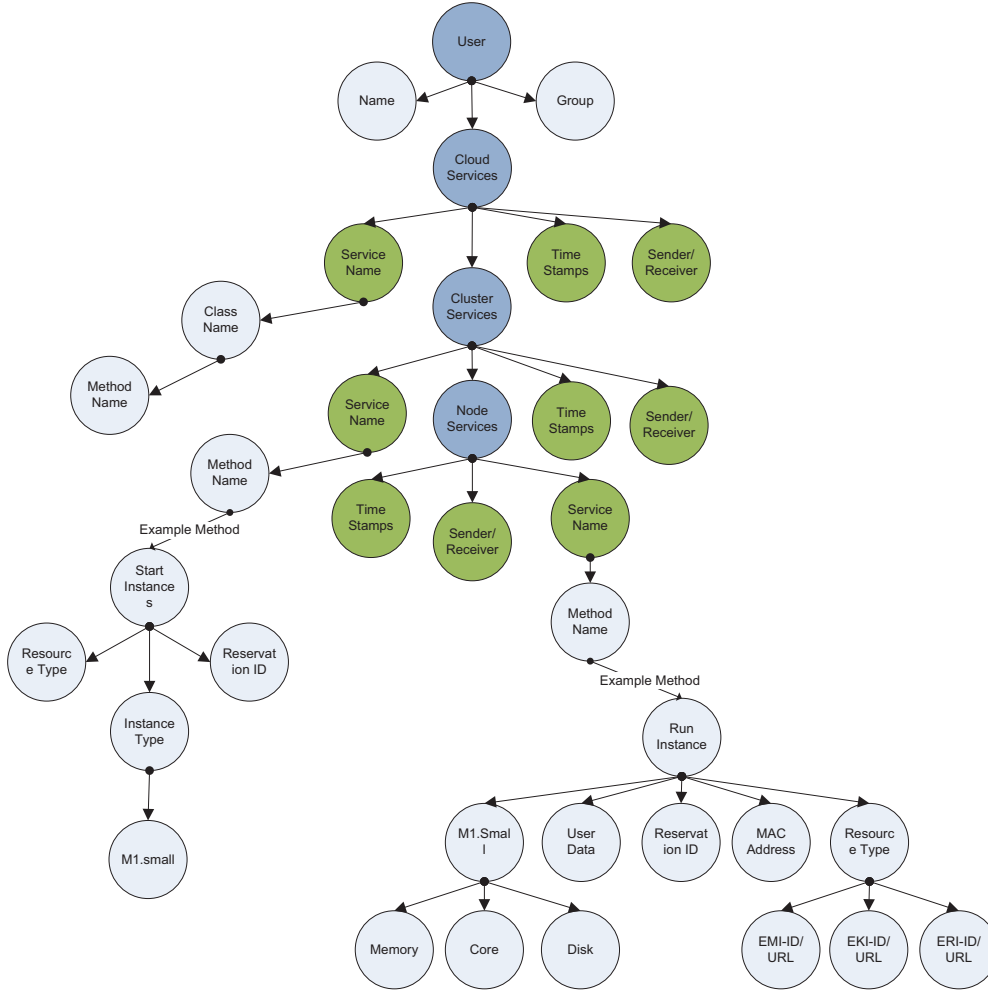 User
Name
Group
Cloud
Services
Service
Name
Time
Stamps
Sender/
Receiver
Class
Name
Cluster
Services
Method
Name
Service
Name
Node
Services
Time
Stamps
Sender/
Receiver
Method
Name
Time
Stamps
Sender/
Receiver
Service
Name
Example Method
Start
Instance
s
Method
Name
Resourc
e Type
Reservat
ion ID
Example Method
Instance
Type
Run
Instance
M1.small
M1.Smal
l
User
Data
Reservat
ion ID
MAC
Address
Resourc
e Type
Memory
Core
Disk
EMI-ID/
URL
EKI-ID/
URL
ERI-ID/
URL